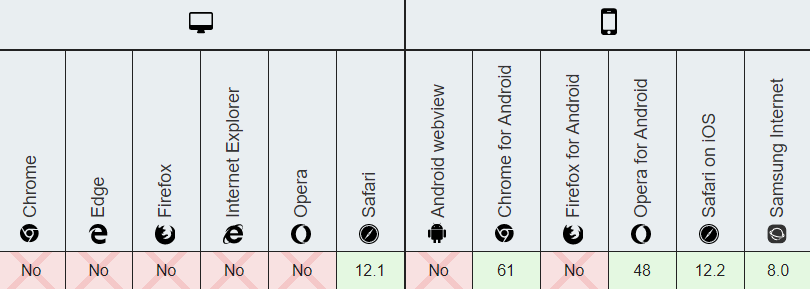 Chrome
Edge
Firefox
Internet Explorer
Opera
Safari
Android webview
Chrome for Android
Firefox for Android
Opera for Android
Safari on iOS
Samsung Internet
No No No No No 12.1 No 61 No 48 12.2 8.0